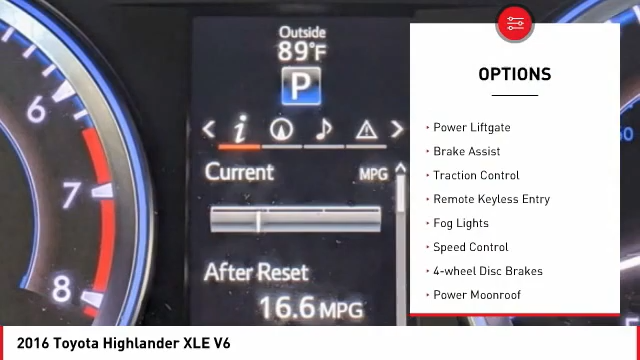 Outside
89°F
P
< i ♪ >
Current MPG
After Reset
16.6 MPG
6
7
8
OPTIONS
Power Liftgate
Brake Assist
Traction Control
Remote Keyless Entry
Fog Lights
Speed Control
4-wheel Disc Brakes
Power Moonroof
2016 Toyota Highlander XLE V6